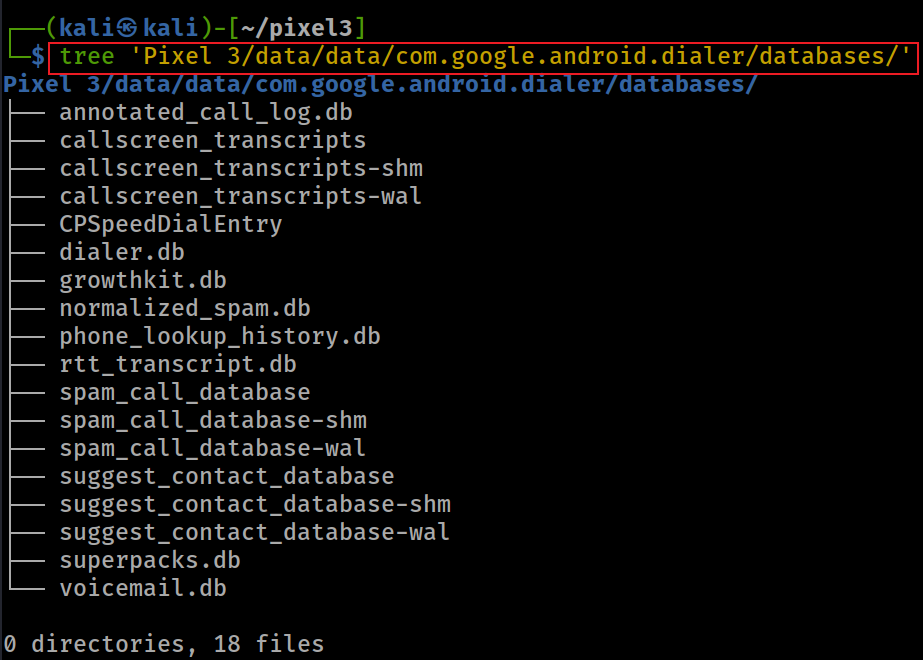 ┌──(kali㉿kali)-[~/pixel3]
└─$ tree 'Pixel 3/data/data/com.google.android.dialer/databases/'
Pixel 3/data/data/com.google.android.dialer/databases/
├── annotated_call_log.db
├── callscreen_transcripts
├── callscreen_transcripts-shm
├── callscreen_transcripts-wal
├── CPSpeedDialEntry
├── dialer.db
├── growthkit.db
├── normalized_spam.db
├── phone_lookup_history.db
├── rtt_transcript.db
├── spam_call_database
├── spam_call_database-shm
├── spam_call_database-wal
├── suggest_contact_database
├── suggest_contact_database-shm
├── suggest_contact_database-wal
├── superpacks.db
└── voicemail.db
0 directories, 18 files